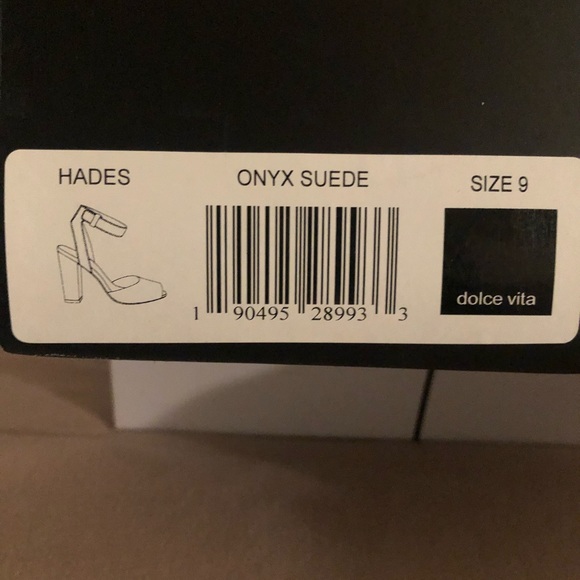 HADES
ONYX SUEDE
SIZE 9
1 90495 28993 3
dolce vita